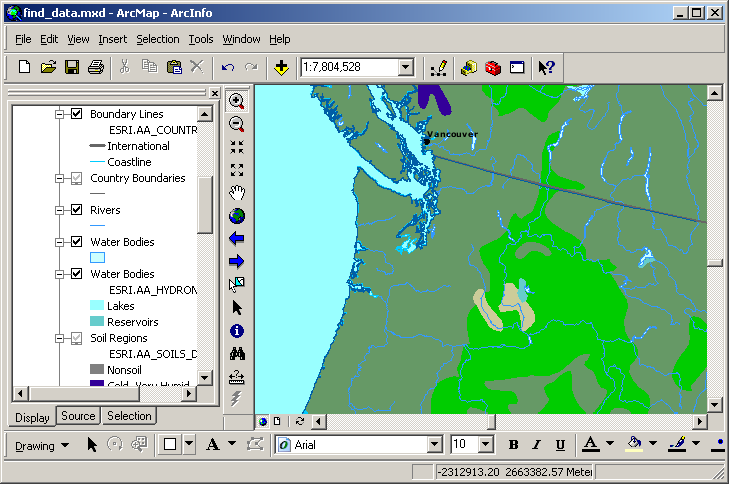 find_data.mxd - ArcMap - ArcInfo
File Edit View Insert Selection Tools Window Help
1:7,804,528
Boundary Lines
ESRI.AA_COUNTR
International
Coastline
Country Boundaries
Rivers
Water Bodies
Water Bodies
ESRI.AA_HYDRON
Lakes
Reservoirs
Soil Regions
ESRI.AA_SOILS_D
Nonsoil
Cold, Very Humid
Display Source Selection
Vancouver
Drawing A Arial 10 B I U A
-2312913.20 2663382.57 Meter